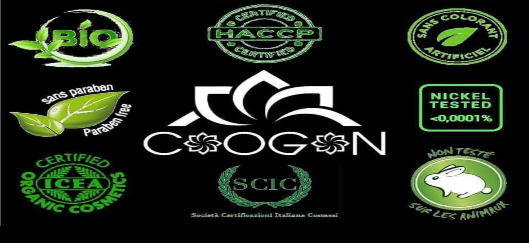 BIO
CERTIFIED
HACCP
CERTIFIED
SANS COLORANT
ARTIFICIEL
sans paraben
Paraben free
NICKEL
TESTED
<0,0001%
COOGON
CERTIFIED
ICEA
ORGANIC COSMETICS
SCIC
Società Certificazioni Italiana Cosmesi
NON TESTÉ
SUR LES ANIMAUX